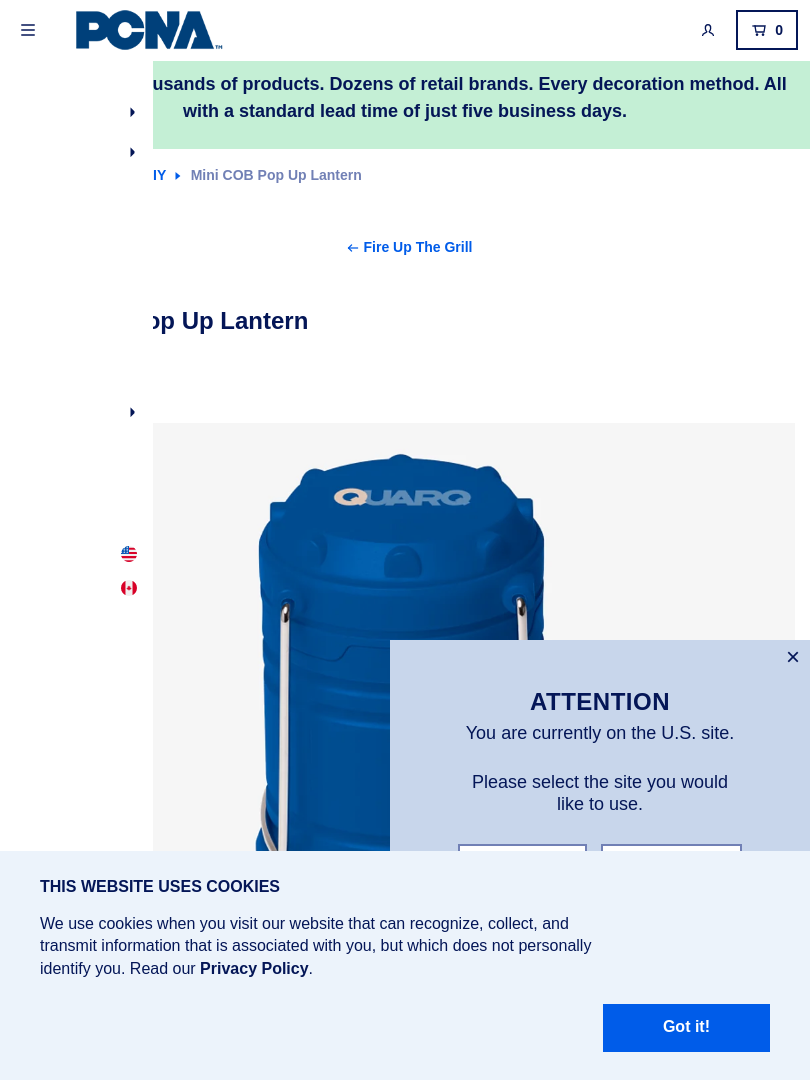 PCNA™
0
usands of products. Dozens of retail brands. Every decoration method. All
with a standard lead time of just five business days.
IY Mini COB Pop Up Lantern
Fire Up The Grill
op Up Lantern
QUARQ
ATTENTION
You are currently on the U.S. site.
Please select the site you would
like to use.
THIS WEBSITE USES COOKIES
We use cookies when you visit our website that can recognize, collect, and
transmit information that is associated with you, but which does not personally
identify you. Read our Privacy Policy.
Got it!